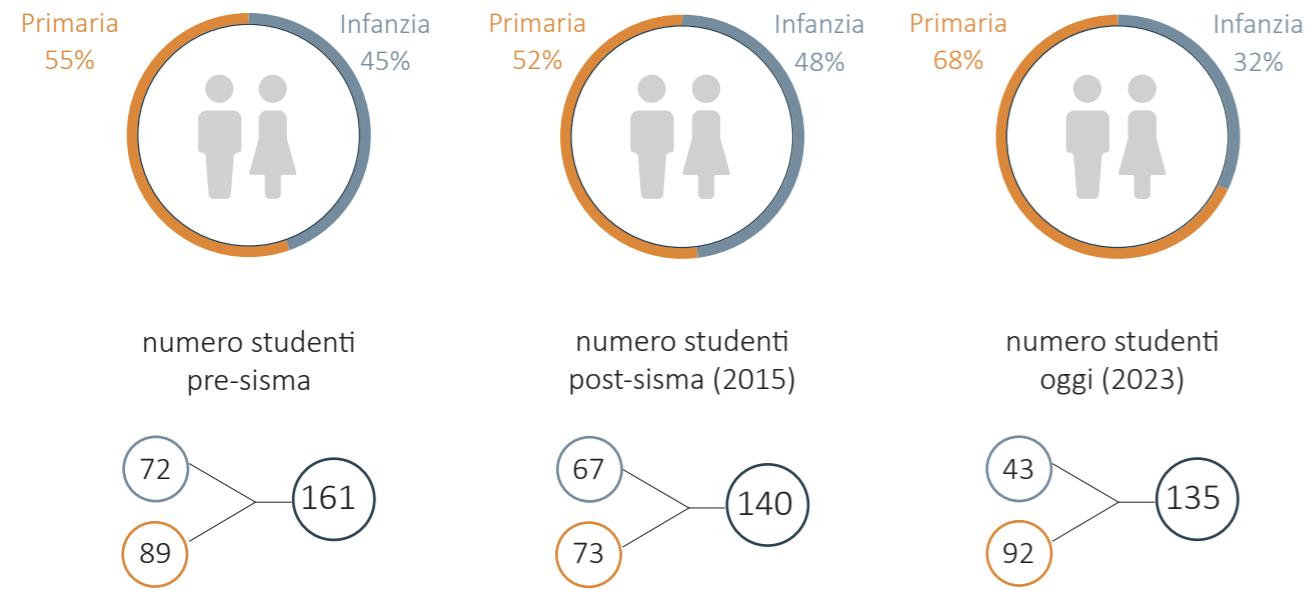 Primaria
55%
Infanzia
45%
numero studenti
pre-sisma
72
89
161
Primaria
52%
Infanzia
48%
numero studenti
post-sisma (2015)
67
73
140
Primaria
68%
Infanzia
32%
numero studenti
oggi (2023)
43
92
135